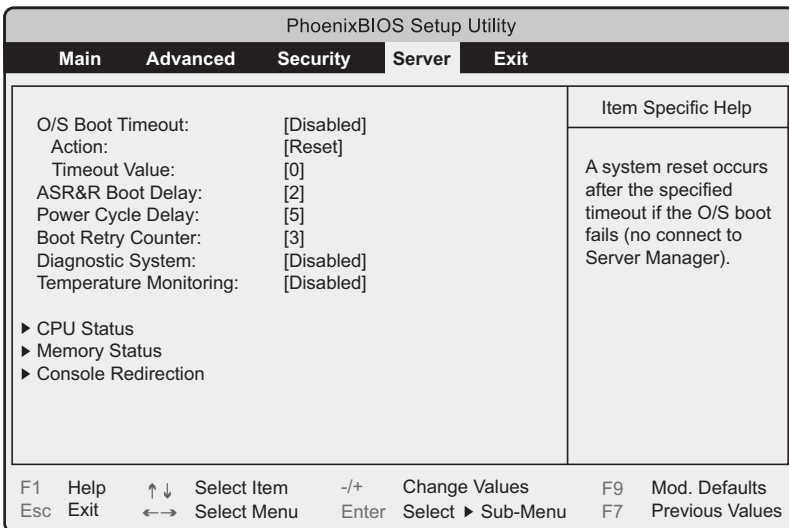 PhoenixBIOS Setup Utility
Main Advanced Security Server Exit
Item Specific Help
O/S Boot Timeout: [Disabled]
Action: [Reset]
Timeout Value: [0]
ASR&R Boot Delay: [2]
Power Cycle Delay: [5]
Boot Retry Counter: [3]
Diagnostic System: [Disabled]
Temperature Monitoring: [Disabled]
▶ CPU Status
▶ Memory Status
▶ Console Redirection
A system reset occurs
after the specified
timeout if the O/S boot
fails (no connect to
Server Manager).
F1 Help ↑↓ Select Item -/+ Change Values F9 Mod. Defaults
Esc Exit ←→ Select Menu Enter Select ▶ Sub-Menu F7 Previous Values